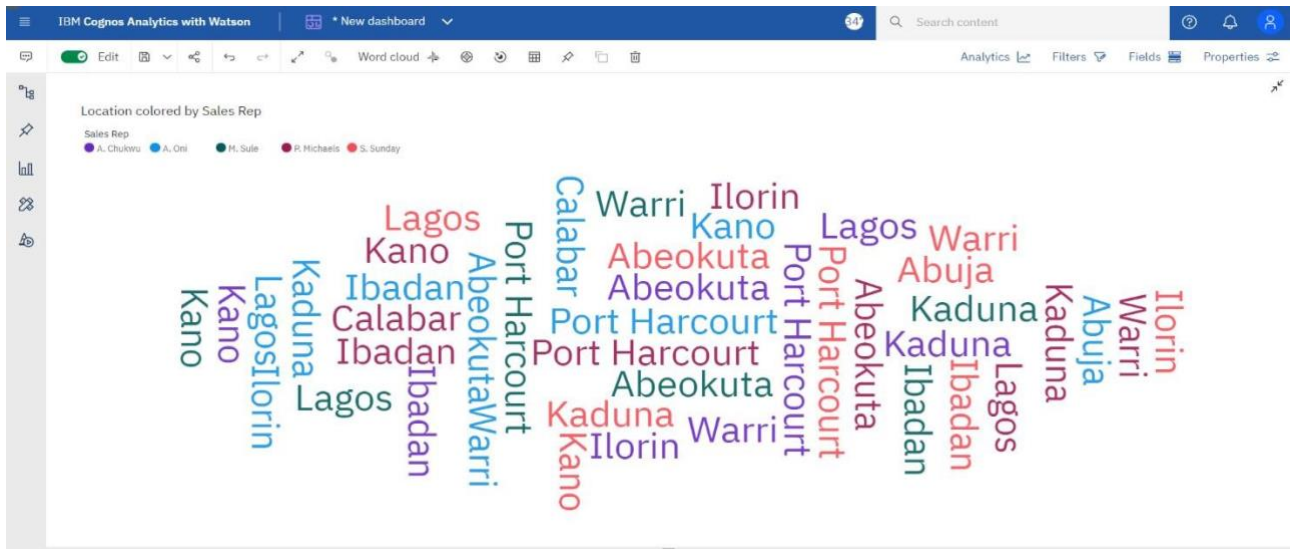 IBM Cognos Analytics with Watson
* New dashboard
34°
Search content
Edit
Word cloud
Analytics
Filters
Fields
Properties
Location colored by Sales Rep
Sales Rep
A. Chukwu A. Oni M. Sule P. Michaels S. Sunday
Kano
Kano
Lagos
Ilorin
Kaduna
Lagos
Kano
Ibadan
Calabar
Ibadan
Lagos
Ibadan
Abeokuta
Warri
Port Harcourt
Calabar
Warri
Ilorin
Kano
Abeokuta
Abeokuta
Port Harcourt
Port Harcourt
Abeokuta
Kaduna
Kano
Ilorin
Warri
Port Harcourt
Port Harcourt
Lagos
Warri
Abuja
Abeokuta
Kaduna
Kaduna
Ibadan
Ibadan
Lagos
Kaduna
Abuja
Warri
Ilorin